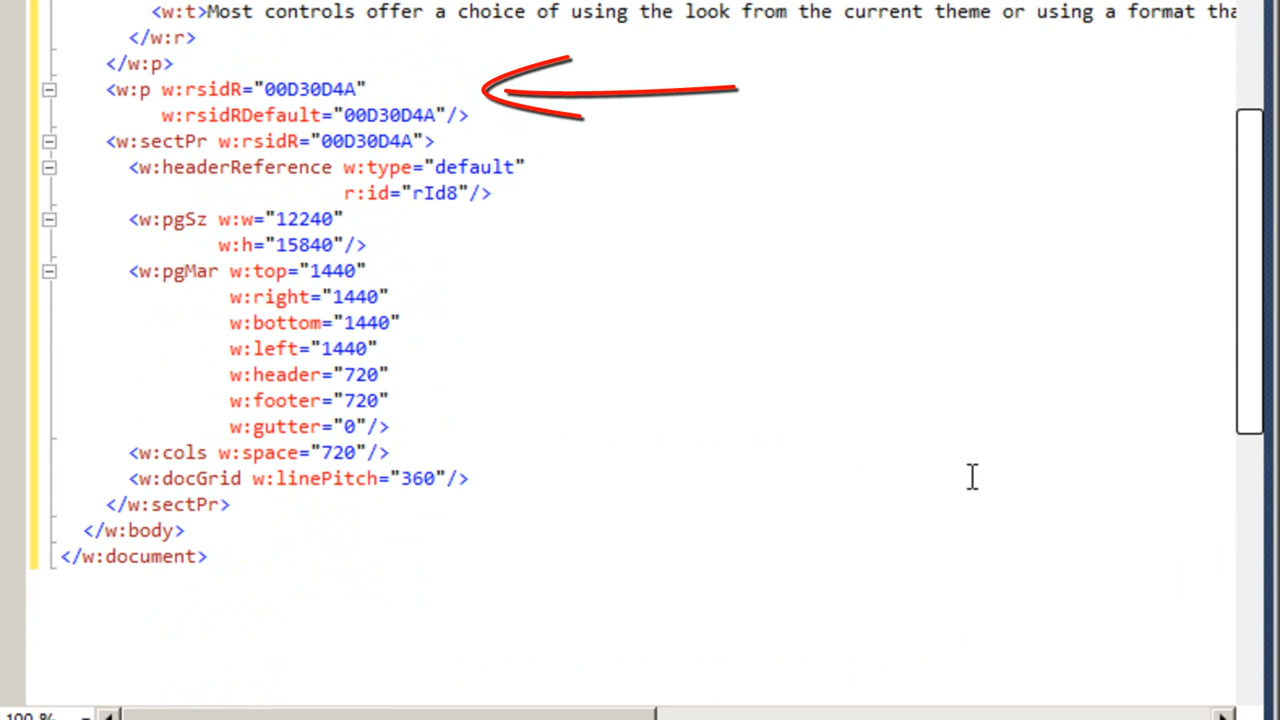 <w:t>Most controls offer a choice of using the look from the current theme or using a format tha
</w:r>
</w:p>
<w:p w:rsidR="00D30D4A"
w:rsidRDefault="00D30D4A"/>
<w:sectPr w:rsidR="00D30D4A">
<w:headerReference w:type="default"
r:id="rId8"/>
<w:pgSz w:w="12240"
w:h="15840"/>
<w:pgMar w:top="1440"
w:right="1440"
w:bottom="1440"
w:left="1440"
w:header="720"
w:footer="720"
w:gutter="0"/>
<w:cols w:space="720"/>
<w:docGrid w:linePitch="360"/>
</w:sectPr>
</w:body>
</w:document>
100 %